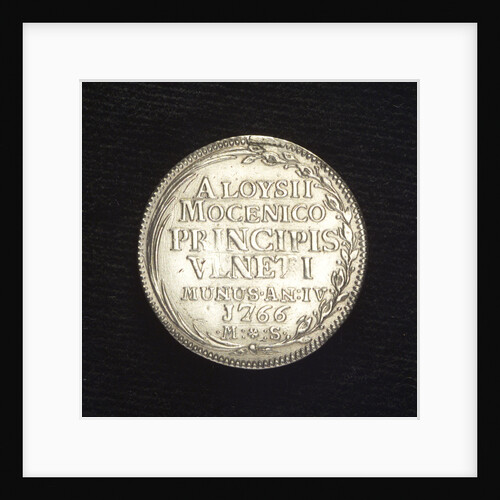 ALOYSII
MOCENICO
PRINCIPIS
VENETI
MUNUS·AN:IV
1766
·M:*·S·